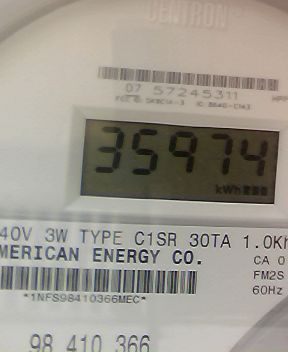 CENTRON
07 57245311
35974
kWh
40V 3W TYPE C1SR 30TA 1.0Kh
MERICAN ENERGY CO. CA 0
FM2S
*1NFS98410366MEC* 60Hz
98 410 366